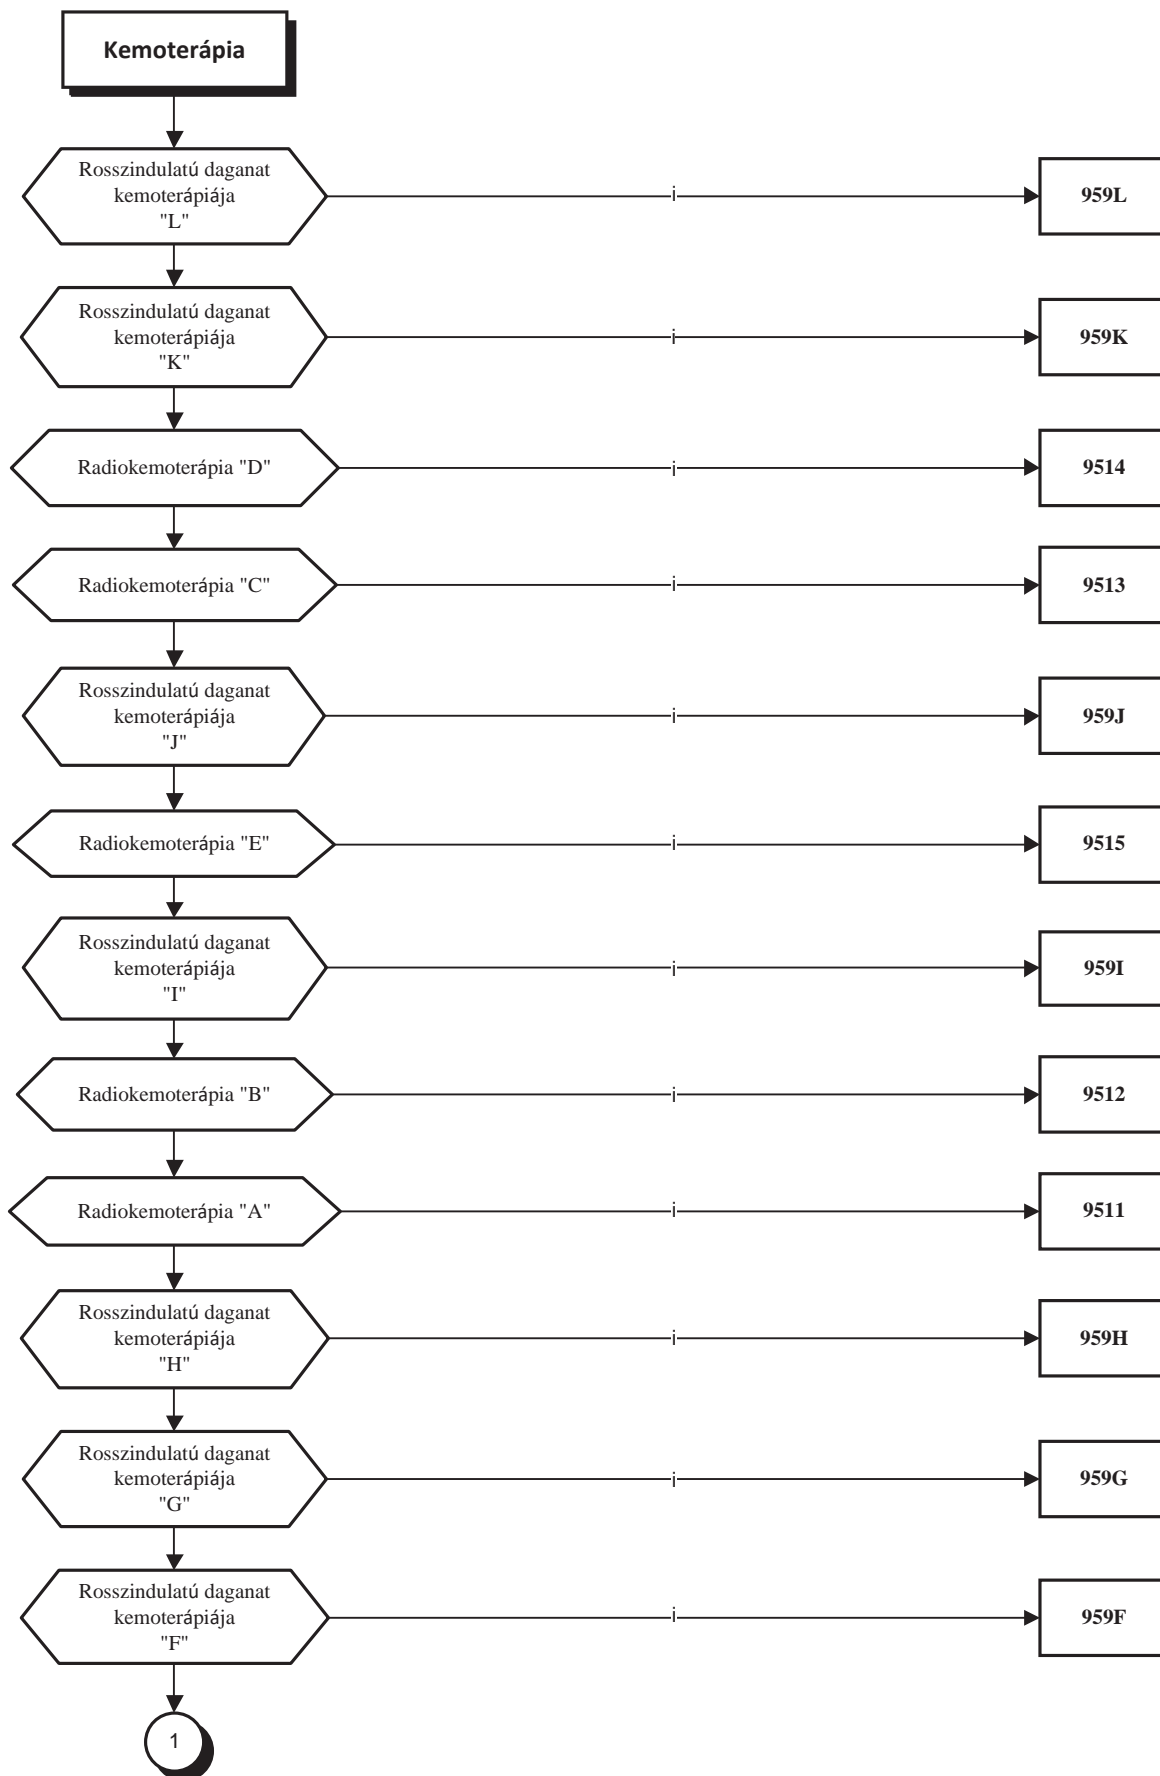 Kemoterápia
Rosszindulatú daganat
kemoterápiája
"L"
i
959L
Rosszindulatú daganat
kemoterápiája
"K"
i
959K
Radiokemoterápia "D"
i
9514
Radiokemoterápia "C"
i
9513
Rosszindulatú daganat
kemoterápiája
"J"
i
959J
Radiokemoterápia "E"
i
9515
Rosszindulatú daganat
kemoterápiája
"I"
i
959I
Radiokemoterápia "B"
i
9512
Radiokemoterápia "A"
i
9511
Rosszindulatú daganat
kemoterápiája
"H"
i
959H
Rosszindulatú daganat
kemoterápiája
"G"
i
959G
Rosszindulatú daganat
kemoterápiája
"F"
i
959F
1